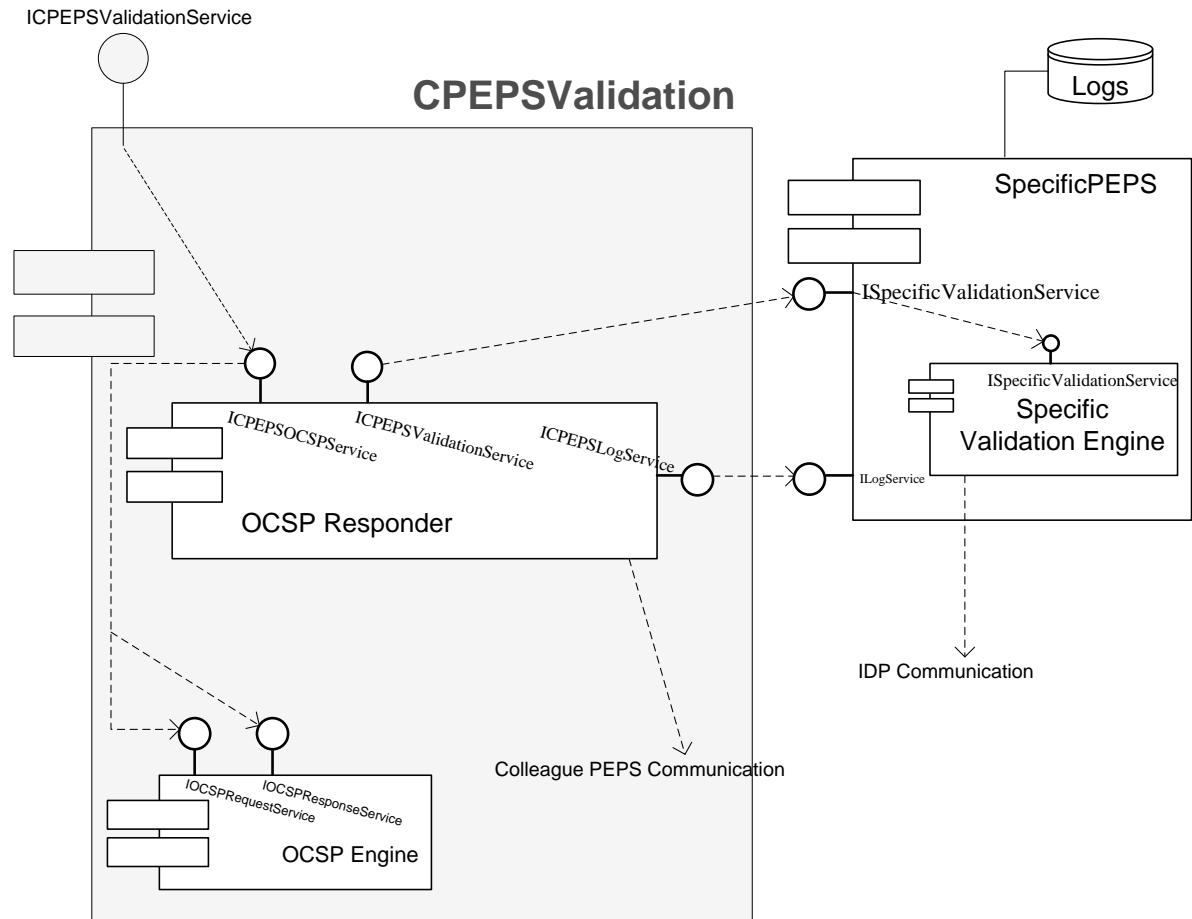 ICPEPSValidationService
CPEPSValidation
Logs
SpecificPEPS
ISpecificValidationService
ISpecificValidationService
Specific
Validation Engine
ICPEPSOCSPService
ICPEPSValidationService
ICPEPSLogService
ILogService
OCSP Responder
IDP Communication
Colleague PEPS Communication
IOCSPRequestService
IOCSPResponseService
OCSP Engine